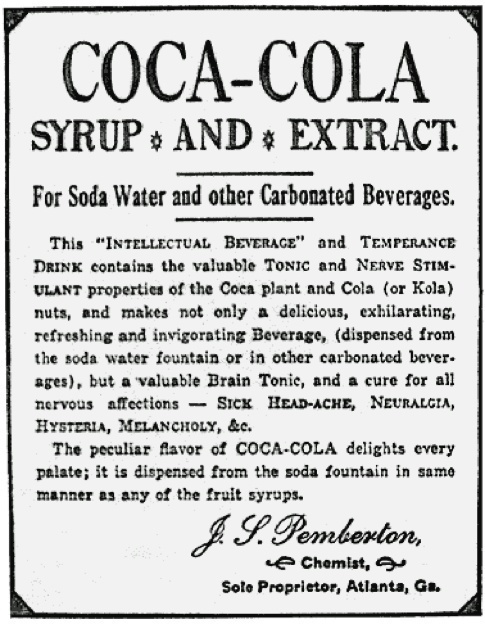 COCA-COLA
SYRUP * AND * EXTRACT.
For Soda Water and other Carbonated Beverages.
This "INTELLECTUAL BEVERAGE" and TEMPERANCE
DRINK contains the valuable TONIC and NERVE STIM-
ULANT properties of the Coca plant and Cola (or Kola)
nuts, and makes not only a delicious, exhilarating,
refreshing and invigorating Beverage, (dispensed from
the soda water fountain or in other carbonated bever-
ages), but a valuable Brain Tonic, and a cure for all
nervous affections — SICK HEAD-ACHE, NEURALGIA,
HYSTERIA, MELANCHOLY, &c.
The peculiar flavor of COCA-COLA delights every
palate; it is dispensed from the soda fountain in same
manner as any of the fruit syrups.
J. S. Pemberton,
Chemist,
Sole Proprietor, Atlanta, Ga.